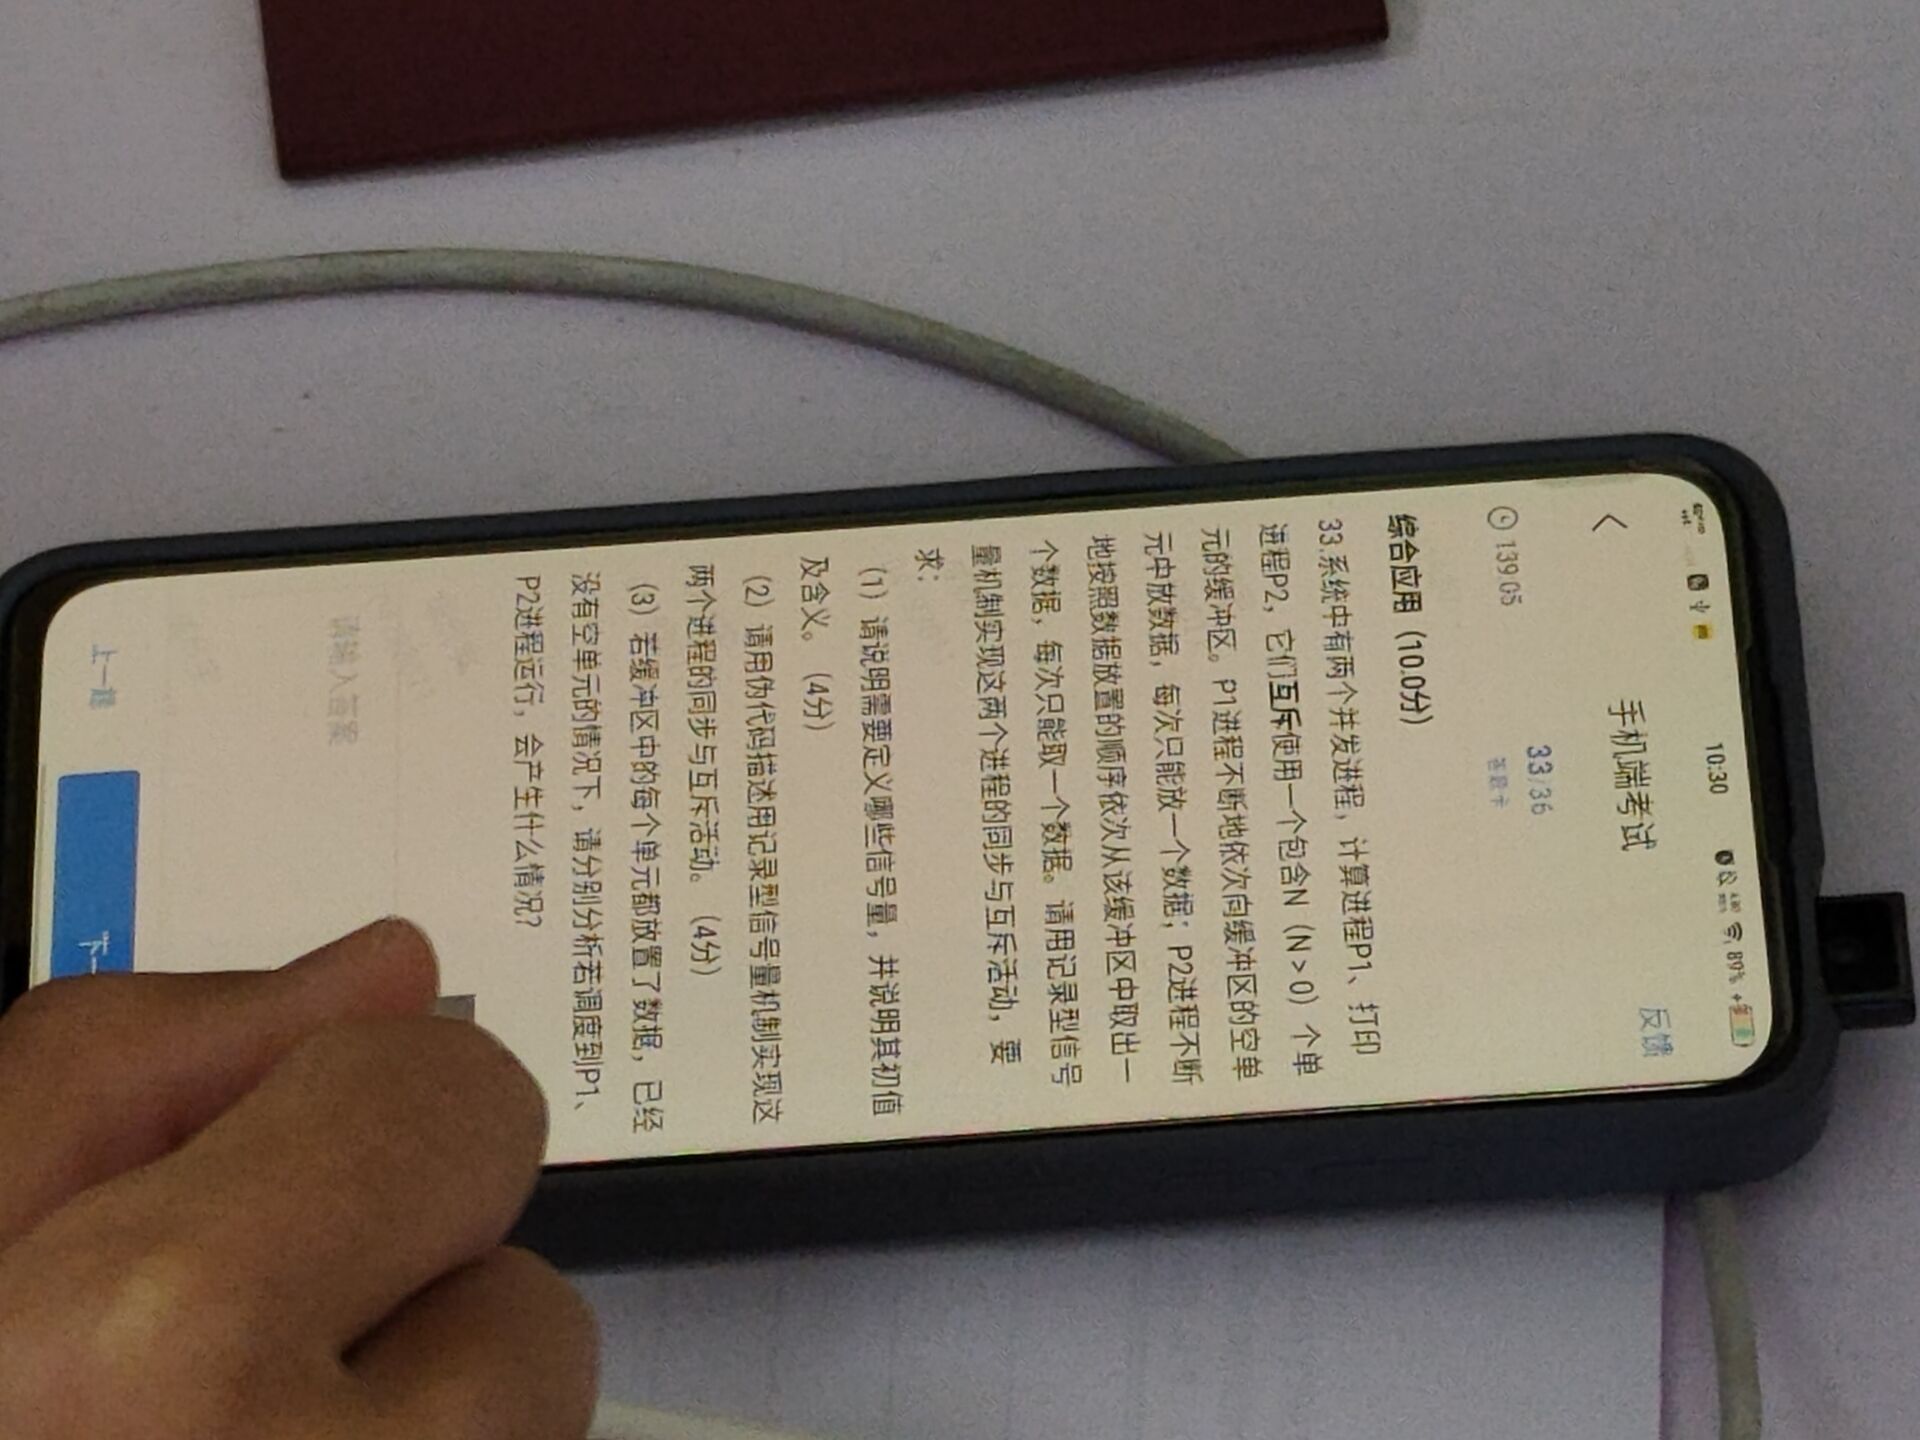 10:30
89%
手机端考试
反馈
139:05
33/36
答题卡
综合应用（10.0分）
33.系统中有两个并发进程，计算进程P1、打印
进程P2，它们互斥使用一个包含N（N>0）个单
元的缓冲区。P1进程不断地依次向缓冲区的空单
元中放数据，每次只能放一个数据；P2进程不断
地按照数据放置的顺序依次从该缓冲区中取出一
个数据，每次只能取一个数据。请用记录型信号
量机制实现这两个进程的同步与互斥活动，要
求：
（1）请说明需要定义哪些信号量，并说明其初值
及含义。（4分）
（2）请用伪代码描述用记录型信号量机制实现这
两个进程的同步与互斥活动。（4分）
（3）若缓冲区中的每个单元都放置了数据，已经
没有空单元的情况下，请分别分析若调度到P1、
P2进程运行，会产生什么情况？
请输入答案
上一题
下一